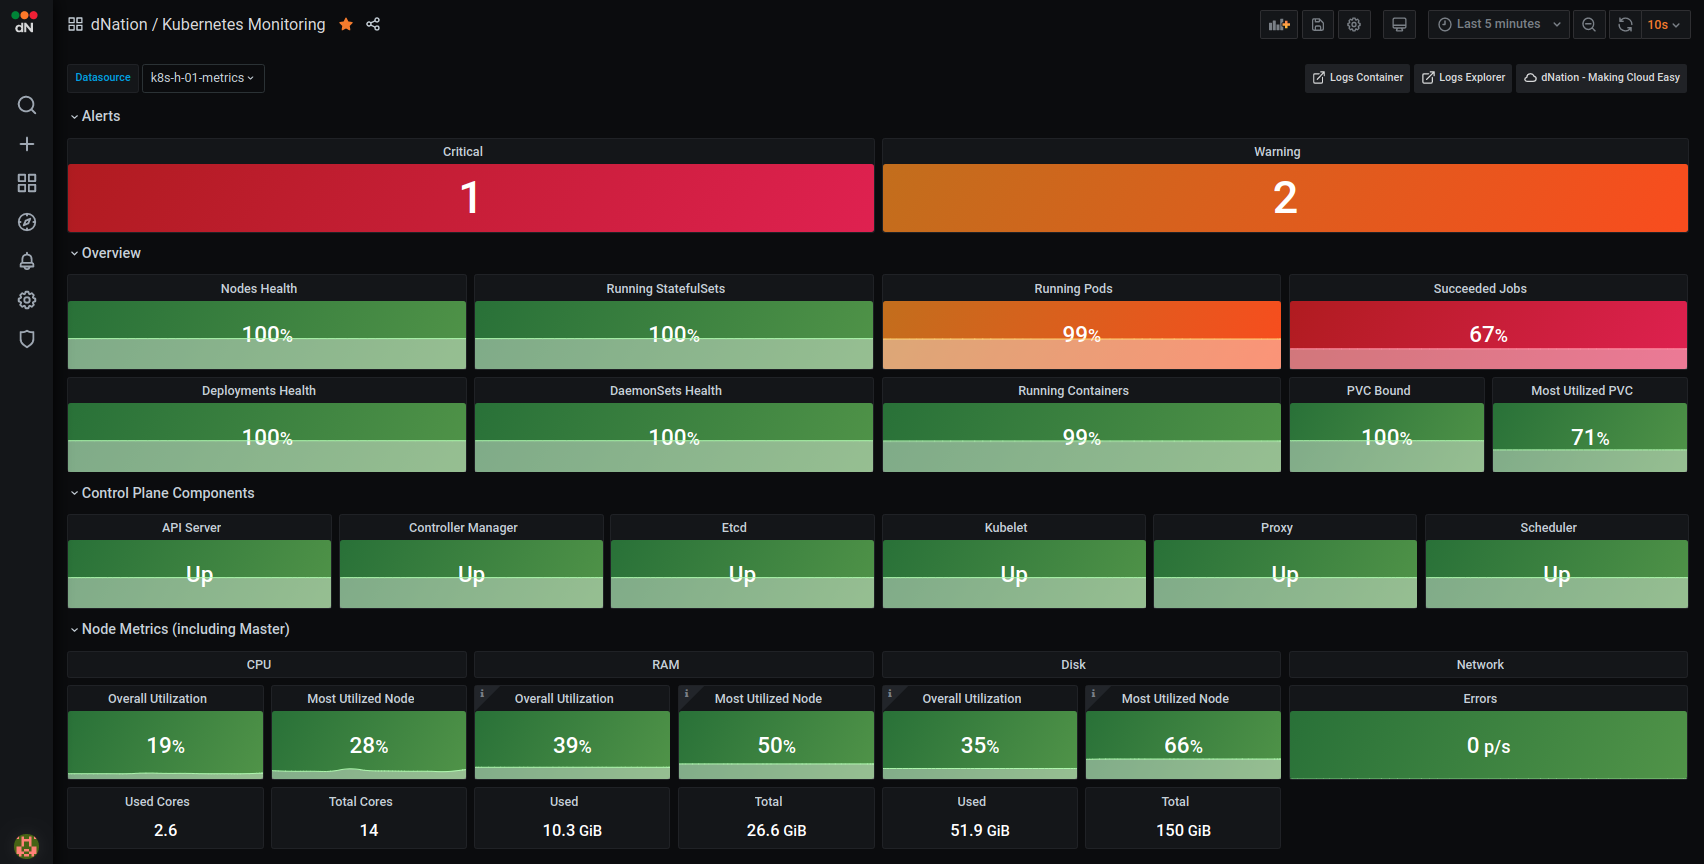 dN
dNation / Kubernetes Monitoring
Last 5 minutes
10s
Datasource
k8s-h-01-metrics
Logs Container
Logs Explorer
dNation - Making Cloud Easy
Alerts
Critical
Warning
1
2
Overview
Nodes Health
Running StatefulSets
Running Pods
Succeeded Jobs
100%
100%
99%
67%
Deployments Health
DaemonSets Health
Running Containers
PVC Bound
Most Utilized PVC
100%
100%
99%
100%
71%
Control Plane Components
API Server
Controller Manager
Etcd
Kubelet
Proxy
Scheduler
Up
Up
Up
Up
Up
Up
Node Metrics (including Master)
CPU
RAM
Disk
Network
Overall Utilization
Most Utilized Node
i
Overall Utilization
i
Most Utilized Node
i
Overall Utilization
i
Most Utilized Node
Errors
19%
28%
39%
50%
35%
66%
0 p/s
Used Cores
Total Cores
Used
Total
Used
Total
2.6
14
10.3 GiB
26.6 GiB
51.9 GiB
150 GiB